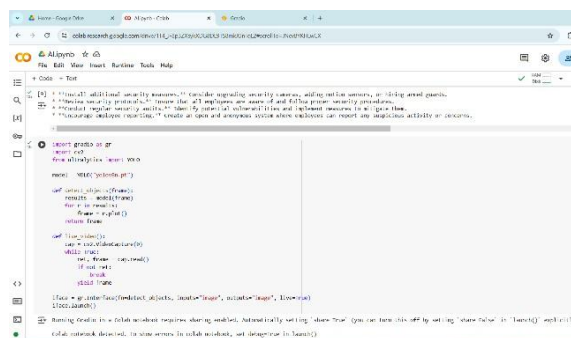 Home - Google Drive
AI.ipynb - Colab
Gradio
colab.research.google.com/drive/
AI.ipynb
File Edit View Insert Runtime Tools Help
+ Code + Text
* **Install additional security measures.** Consider upgrading security cameras, adding motion sensors, or hiring armed guards.
* **Review security protocols.** Ensure that all employees are aware of and follow proper security procedures.
* **Conduct regular security audits.** Identify potential vulnerabilities and implement measures to mitigate them.
* **Encourage employee reporting.** Create an open and anonymous system where employees can report any suspicious activity or concerns.
import gradio as gr
import cv2
from ultralytics import YOLO
model = YOLO(
def detect_objects(frame):
results = model(frame)
for r in results:
frame = r.plot()
return frame
def live_video():
cap = cv2.VideoCapture(0)
while True:
ret, frame = cap.read()
if not ret:
break
yield frame
iface = gr.Interface(fn=detect_objects, inputs="image", outputs="image", live=True)
iface.launch()
Running Gradio in a Colab notebook requires sharing enabled. Automatically setting `share=True` (you can turn this off by setting `share=False` in `launch()` explicitl
Colab notebook detected. To show errors in colab notebook, set debug=True in launch()